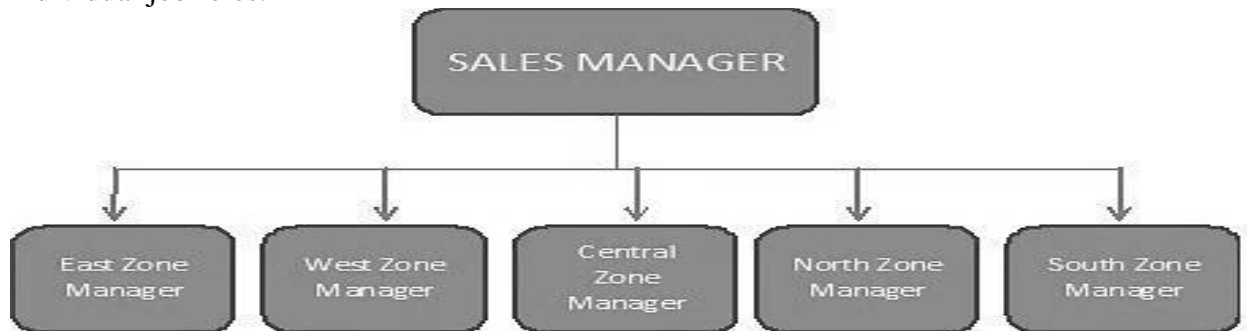 SALES MANAGER
East Zone
Manager
West Zone
Manager
Central
Zone
Manager
North Zone
Manager
South Zone
Manager